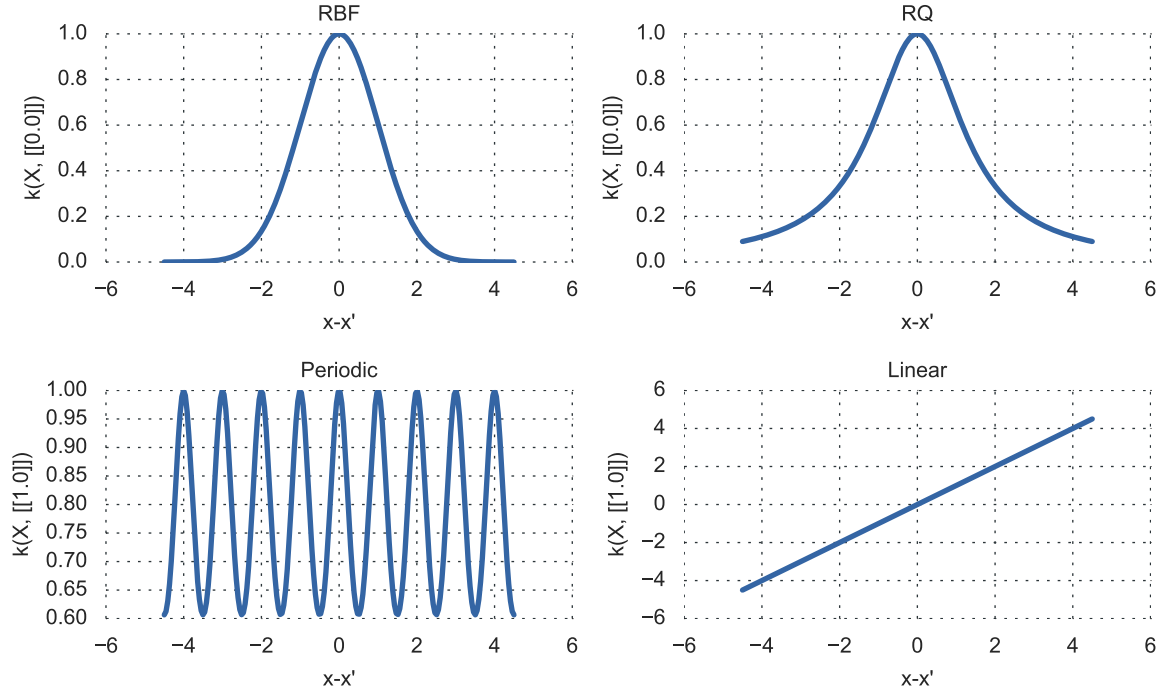 RBF
1.0
0.8
0.6
0.4
0.2
0.0
k(X, [[0.0]])
−6 −4 −2 0 2 4 6
x-x'
RQ
1.0
0.8
0.6
0.4
0.2
0.0
k(X, [[0.0]])
−6 −4 −2 0 2 4 6
x-x'
Periodic
1.00
0.95
0.90
0.85
0.80
0.75
0.70
0.65
0.60
k(X, [[1.0]])
−6 −4 −2 0 2 4 6
x-x'
Linear
6
4
2
0
−2
−4
−6
k(X, [[1.0]])
−6 −4 −2 0 2 4 6
x-x'